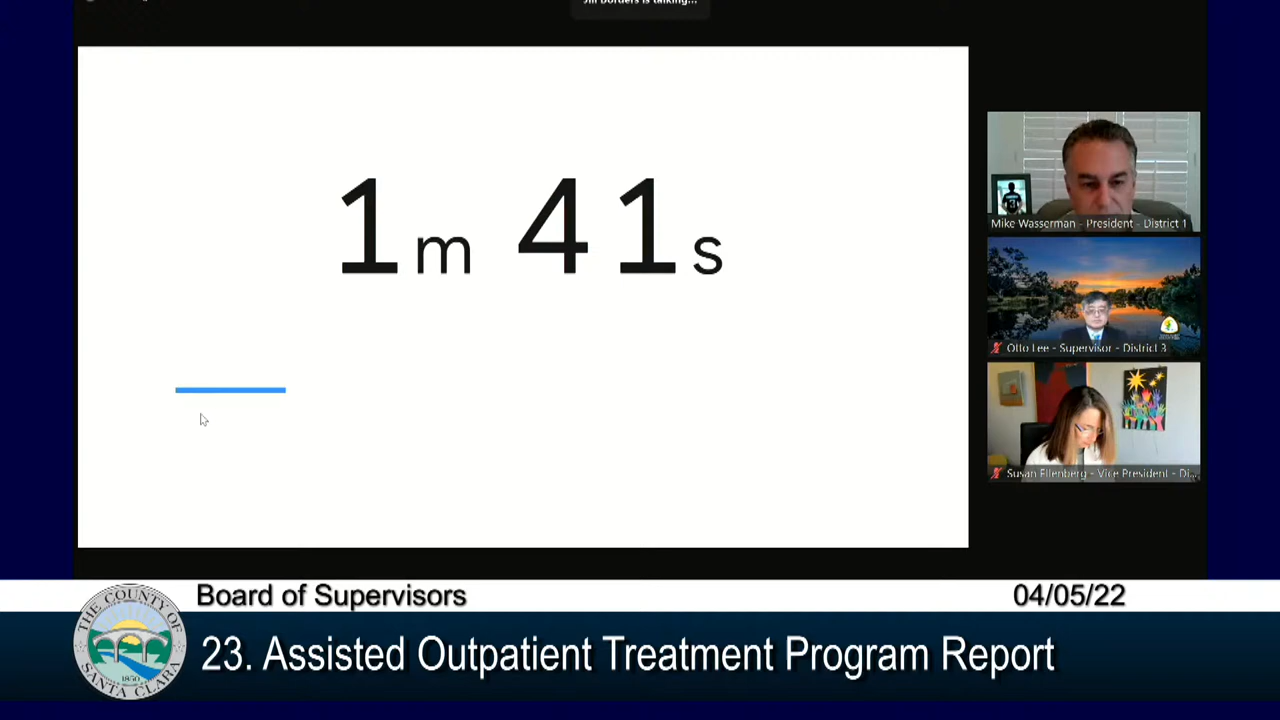 Jill Borders is talking...
1m 41s
Mike Wasserman - President - District 1
Otto Lee - Supervisor - District 3
Susan Ellenberg - Vice President - Di...
Board of Supervisors
04/05/22
THE COUNTY OF
SANTA CLARA
1850
23. Assisted Outpatient Treatment Program Report